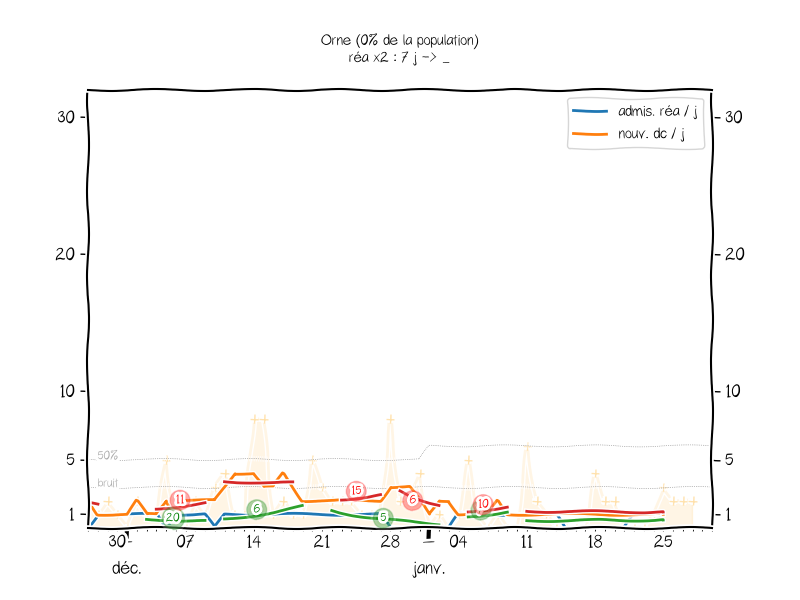 Orne (0% de la population)
réa x2 : 7 j -> _
admis. réa / j
nouv. dc / j
30 30
20 20
10 10
5 5
1 1
50%
bruit
11 20 6 15 5 6 10
30 07 14 21 28 04 11 18 25
déc. janv.